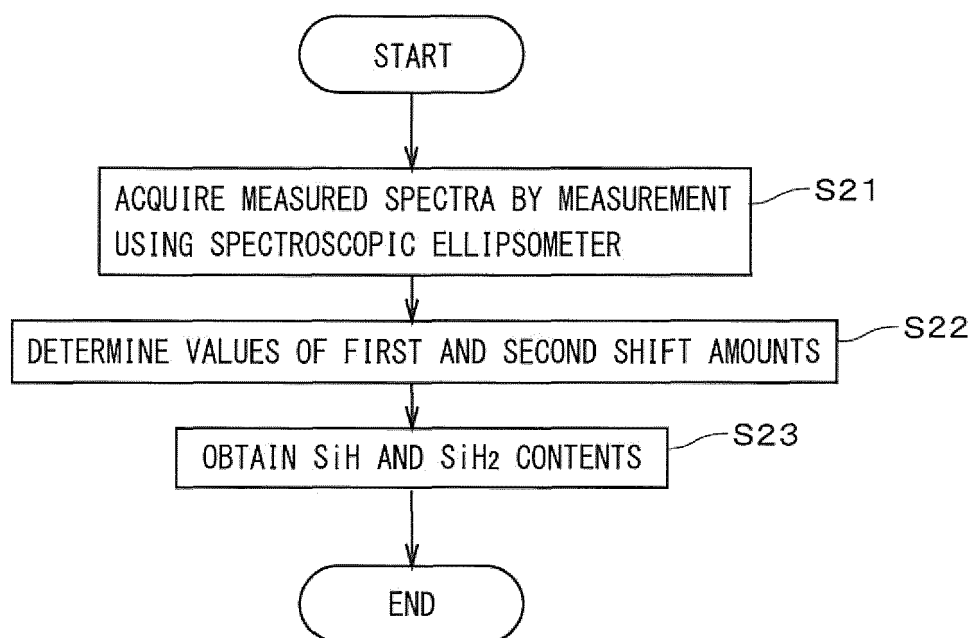 START
ACQUIRE MEASURED SPECTRA BY MEASUREMENT
USING SPECTROSCOPIC ELLIPSOMETER
S21
DETERMINE VALUES OF FIRST AND SECOND SHIFT AMOUNTS
S22
OBTAIN SiH AND SiH2 CONTENTS
S23
END